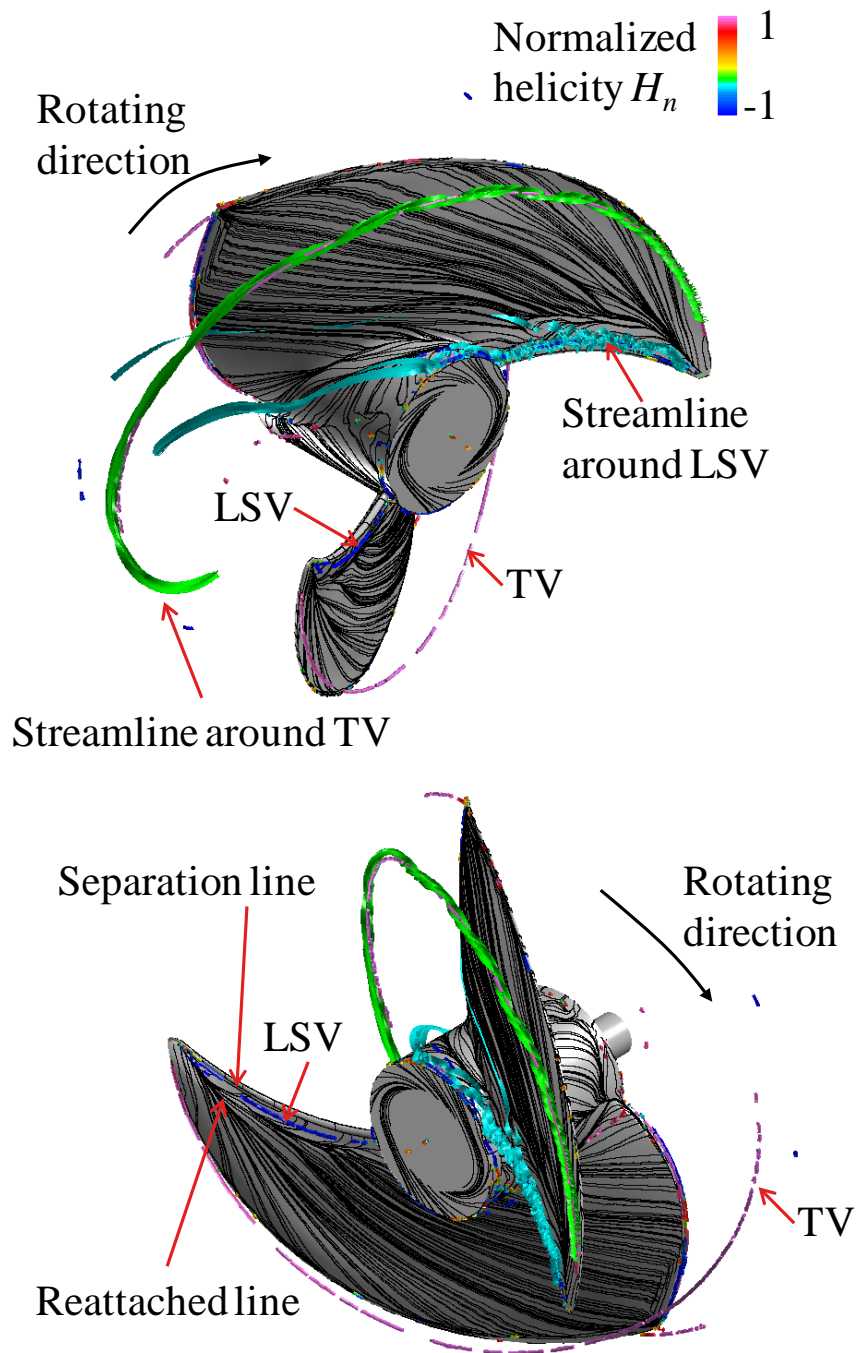 Normalized
helicity Hn
1
-1
Rotating
direction
Streamline
around LSV
LSV
TV
Streamline around TV
Separation line
Rotating
direction
LSV
TV
Reattached line